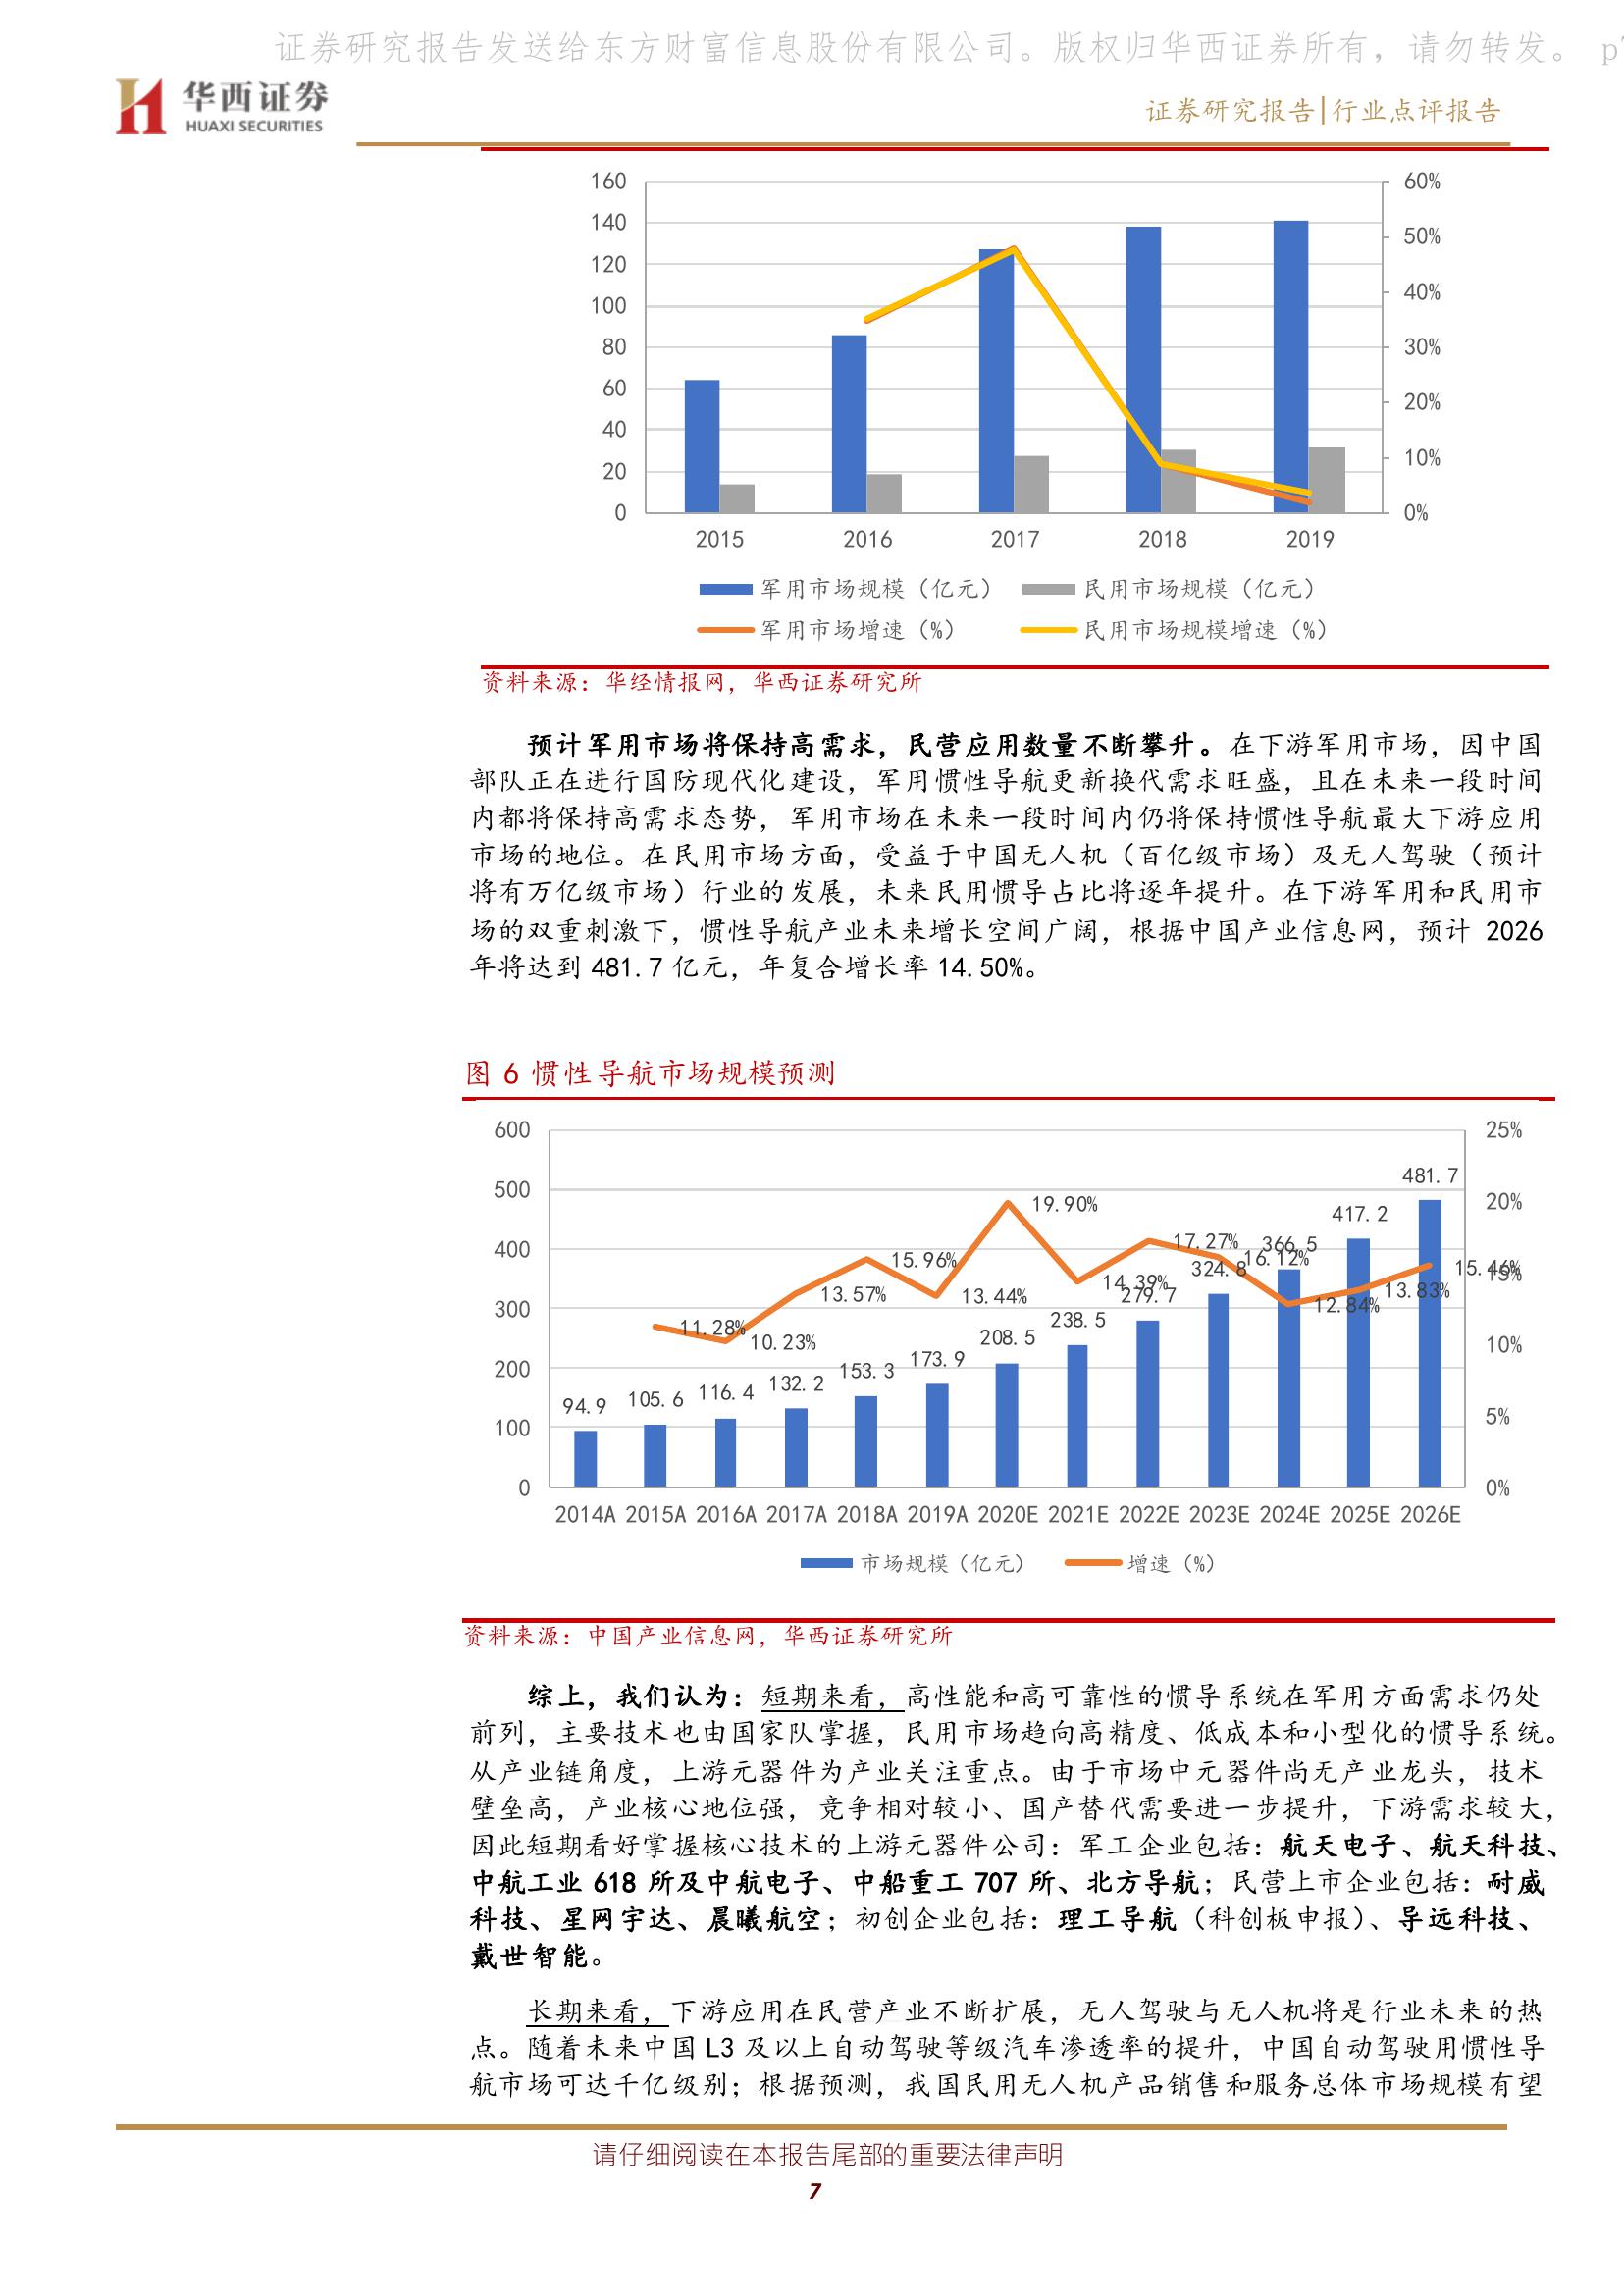 证券研究报告发送给东方财富信息股份有限公司。版权归华西证券所有，请勿转发。 p7
华西证券
HUAXI SECURITIES
证券研究报告|行业点评报告
160
140
120
100
80
60
40
20
0
60%
50%
40%
30%
20%
10%
0%
2015 2016 2017 2018 2019
军用市场规模（亿元） 民用市场规模（亿元）
军用市场增速（%） 民用市场规模增速（%）
资料来源：华经情报网，华西证券研究所
预计军用市场将保持高需求，民营应用数量不断攀升。在下游军用市场，因中国
部队正在进行国防现代化建设，军用惯性导航更新换代需求旺盛，且在未来一段时间
内都将保持高需求态势，军用市场在未来一段时间内仍将保持惯性导航最大下游应用
市场的地位。在民用市场方面，受益于中国无人机（百亿级市场）及无人驾驶（预计
将有万亿级市场）行业的发展，未来民用惯导占比将逐年提升。在下游军用和民用市
场的双重刺激下，惯性导航产业未来增长空间广阔，根据中国产业信息网，预计 2026
年将达到 481.7 亿元，年复合增长率 14.50%。
图 6 惯性导航市场规模预测
600
500
400
300
200
100
0
25%
20%
15%
10%
5%
0%
94.9
105.6
116.4
132.2
153.3
173.9
208.5
238.5
279.7
324.8
366.5
417.2
481.7
11.28%
10.23%
13.57%
15.96%
13.44%
19.90%
14.39%
17.27%
16.12%
12.84%
13.83%
15.46%
2014A 2015A 2016A 2017A 2018A 2019A 2020E 2021E 2022E 2023E 2024E 2025E 2026E
市场规模（亿元） 增速（%）
资料来源：中国产业信息网，华西证券研究所
综上，我们认为：短期来看，高性能和高可靠性的惯导系统在军用方面需求仍处
前列，主要技术也由国家队掌握，民用市场趋向高精度、低成本和小型化的惯导系统。
从产业链角度，上游元器件为产业关注重点。由于市场中元器件尚无产业龙头，技术
壁垒高，产业核心地位强，竞争相对较小、国产替代需要进一步提升，下游需求较大，
因此短期看好掌握核心技术的上游元器件公司：军工企业包括：航天电子、航天科技、
中航工业 618 所及中航电子、中船重工 707 所、北方导航；民营上市企业包括：耐威
科技、星网宇达、晨曦航空；初创企业包括：理工导航（科创板申报）、导远科技、
戴世智能。
长期来看，下游应用在民营产业不断扩展，无人驾驶与无人机将是行业未来的热
点。随着未来中国 L3 及以上自动驾驶等级汽车渗透率的提升，中国自动驾驶用惯性导
航市场可达千亿级别；根据预测，我国民用无人机产品销售和服务总体市场规模有望
请仔细阅读在本报告尾部的重要法律声明
7